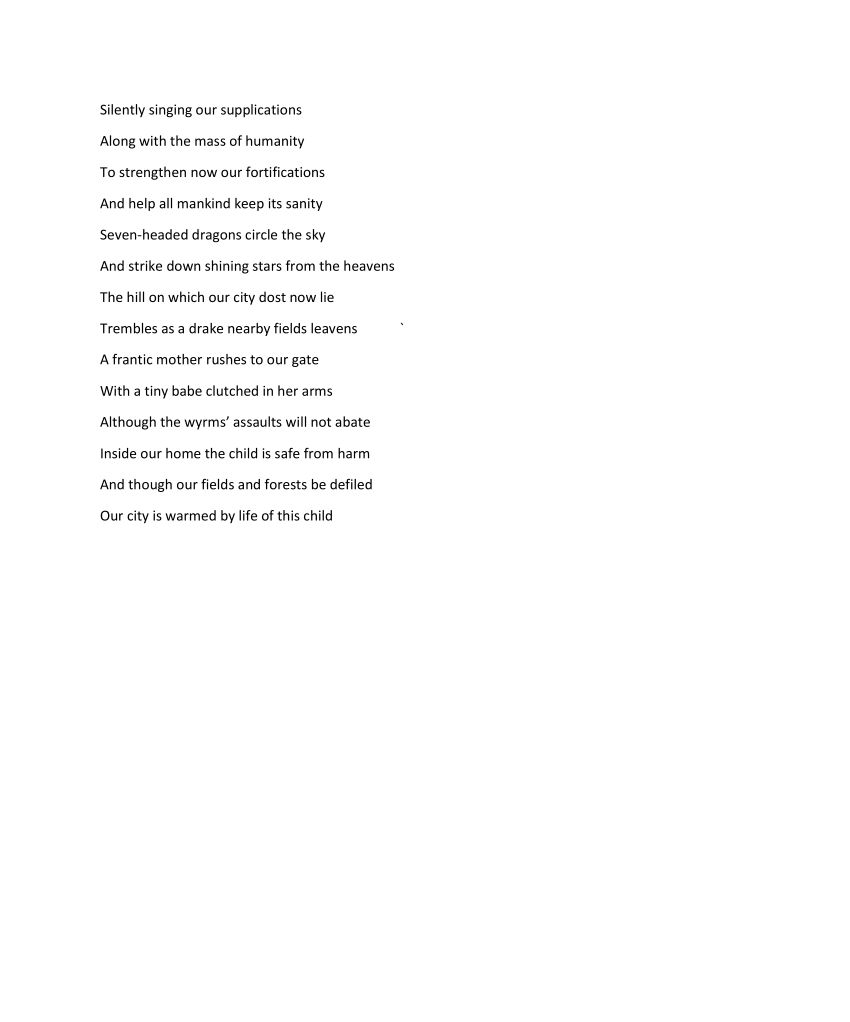 Silently singing our supplications
Along with the mass of humanity
To strengthen now our fortifications
And help all mankind keep its sanity
Seven-headed dragons circle the sky
And strike down shining stars from the heavens
The hill on which our city dost now lie
Trembles as a drake nearby fields leavens `
A frantic mother rushes to our gate
With a tiny babe clutched in her arms
Although the wyrms’ assaults will not abate
Inside our home the child is safe from harm
And though our fields and forests be defiled
Our city is warmed by life of this child